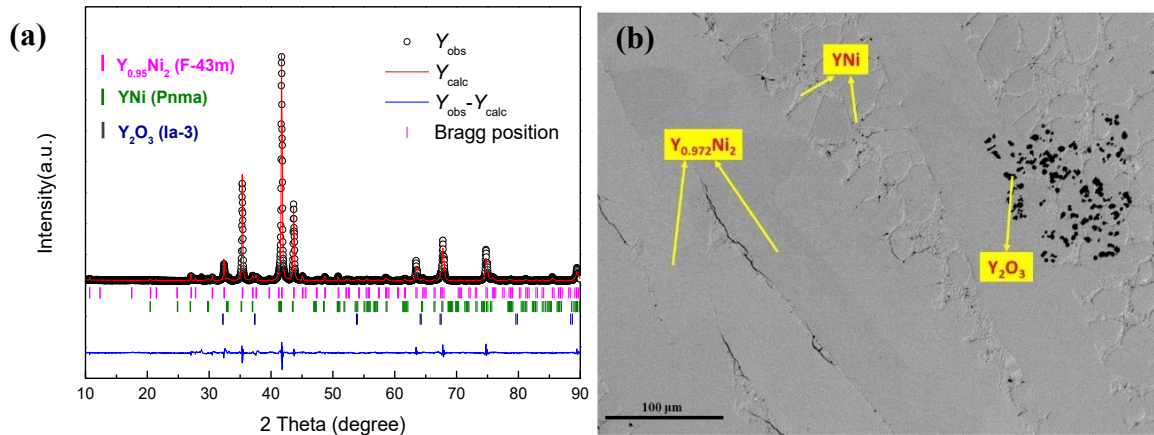 (a)
Y0.95Ni2 (F-43m)
YNi (Pnma)
Y2O3 (Ia-3)
Yobs
Ycalc
Yobs-Ycalc
Bragg position
Intensity(a.u.)
10 20 30 40 50 60 70 80 90
2 Theta (degree)
(b)
YNi
Y0.972Ni2
Y2O3
100 µm